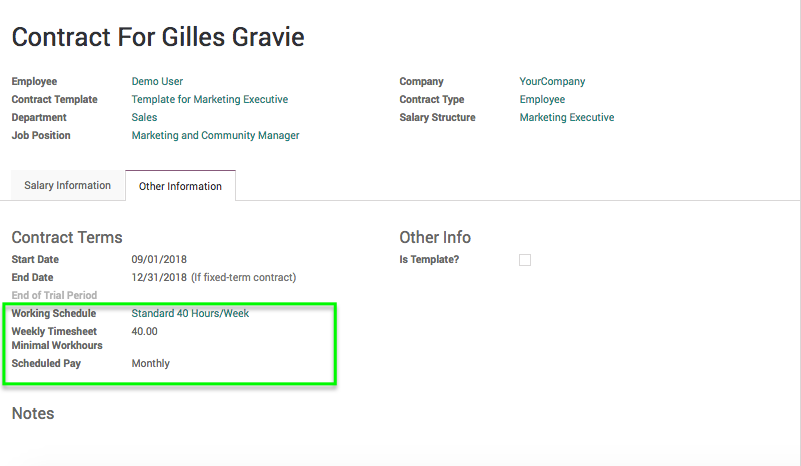 Contract For Gilles Gravie
Employee Demo User Company YourCompany
Contract Template Template for Marketing Executive Contract Type Employee
Department Sales Salary Structure Marketing Executive
Job Position Marketing and Community Manager
Salary Information Other Information
Contract Terms Other Info
Start Date 09/01/2018 Is Template?
End Date 12/31/2018 (If fixed-term contract)
End of Trial Period
Working Schedule Standard 40 Hours/Week
Weekly Timesheet 40.00
Minimal Workhours
Scheduled Pay Monthly
Notes